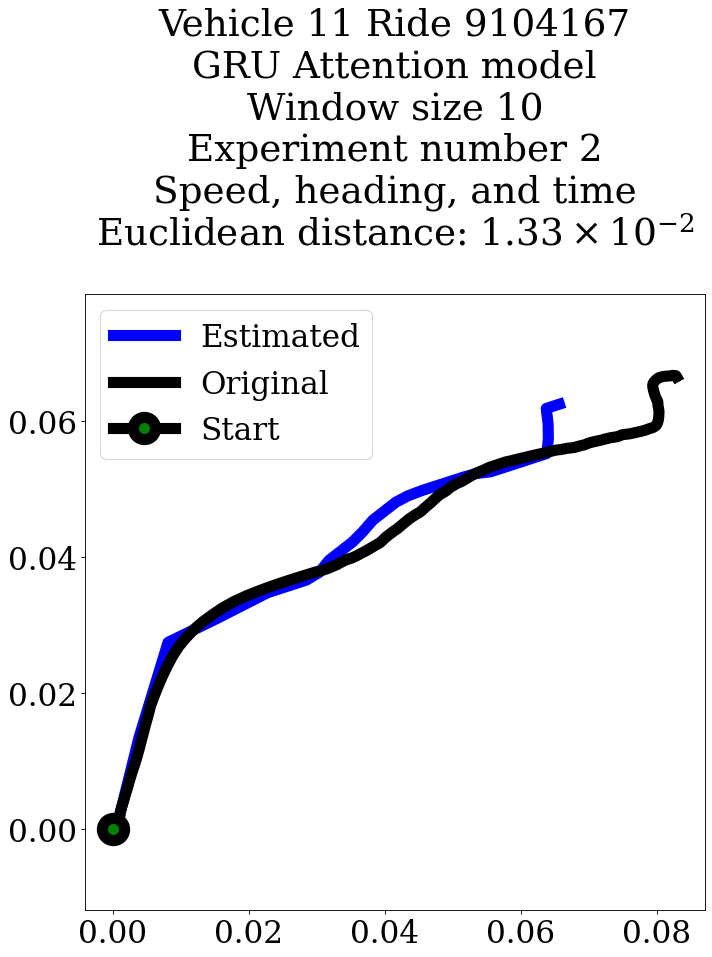 Vehicle 11 Ride 9104167
GRU Attention model
Window size 10
Experiment number 2
Speed, heading, and time
Euclidean distance: 1.33 × 10⁻²
Estimated
Original
Start
0.06
0.04
0.02
0.00
0.00 0.02 0.04 0.06 0.08